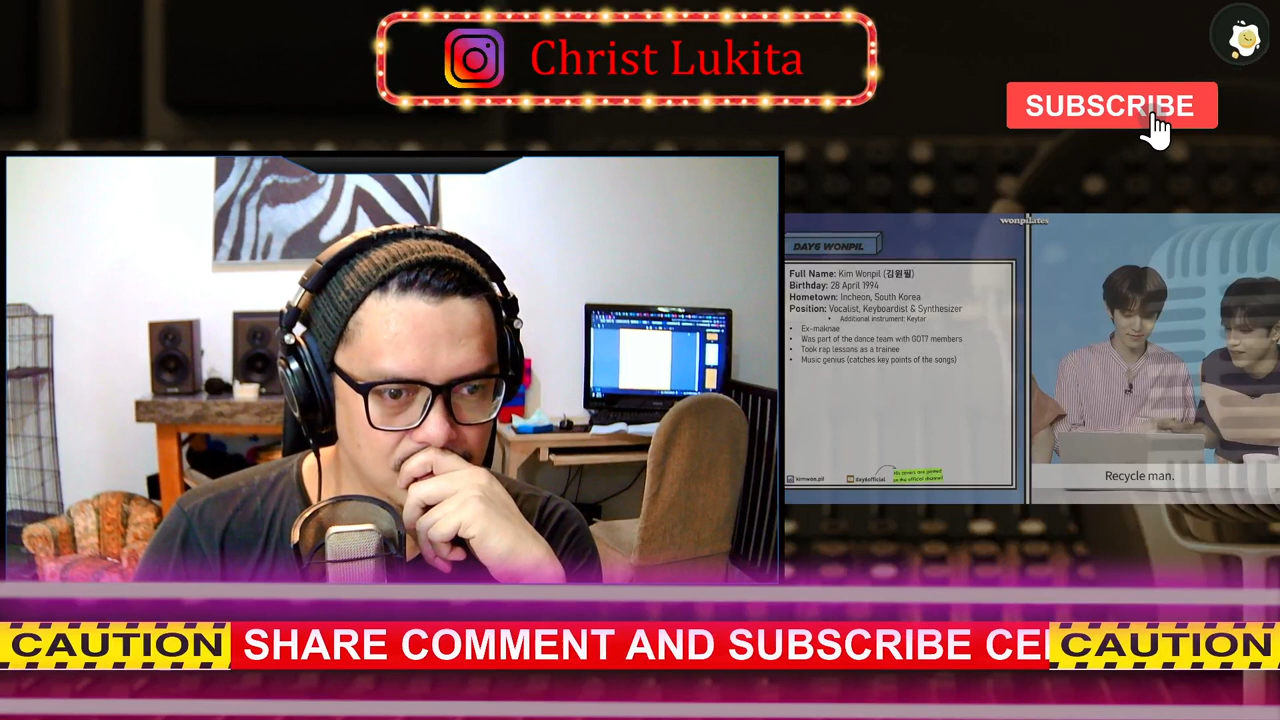 Christ Lukita
SUBSCRIBE
wonpilates
DAY6 WONPIL
Full Name: Kim Wonpil (김원필)
Birthday: 28 April 1994
Hometown: Incheon, South Korea
Position: Vocalist, Keyboardist & Synthesizer
• Additional instrument: Keytar
• Ex-maknae
• Was part of the dance team with GOT7 members
• Took rap lessons as a trainee
• Music genius (catches key points of the songs)
His covers are posted
on the official channel
kimwon.pil
day6official
Recycle man.
CAUTION
SHARE COMMENT AND SUBSCRIBE CE
CAUTION